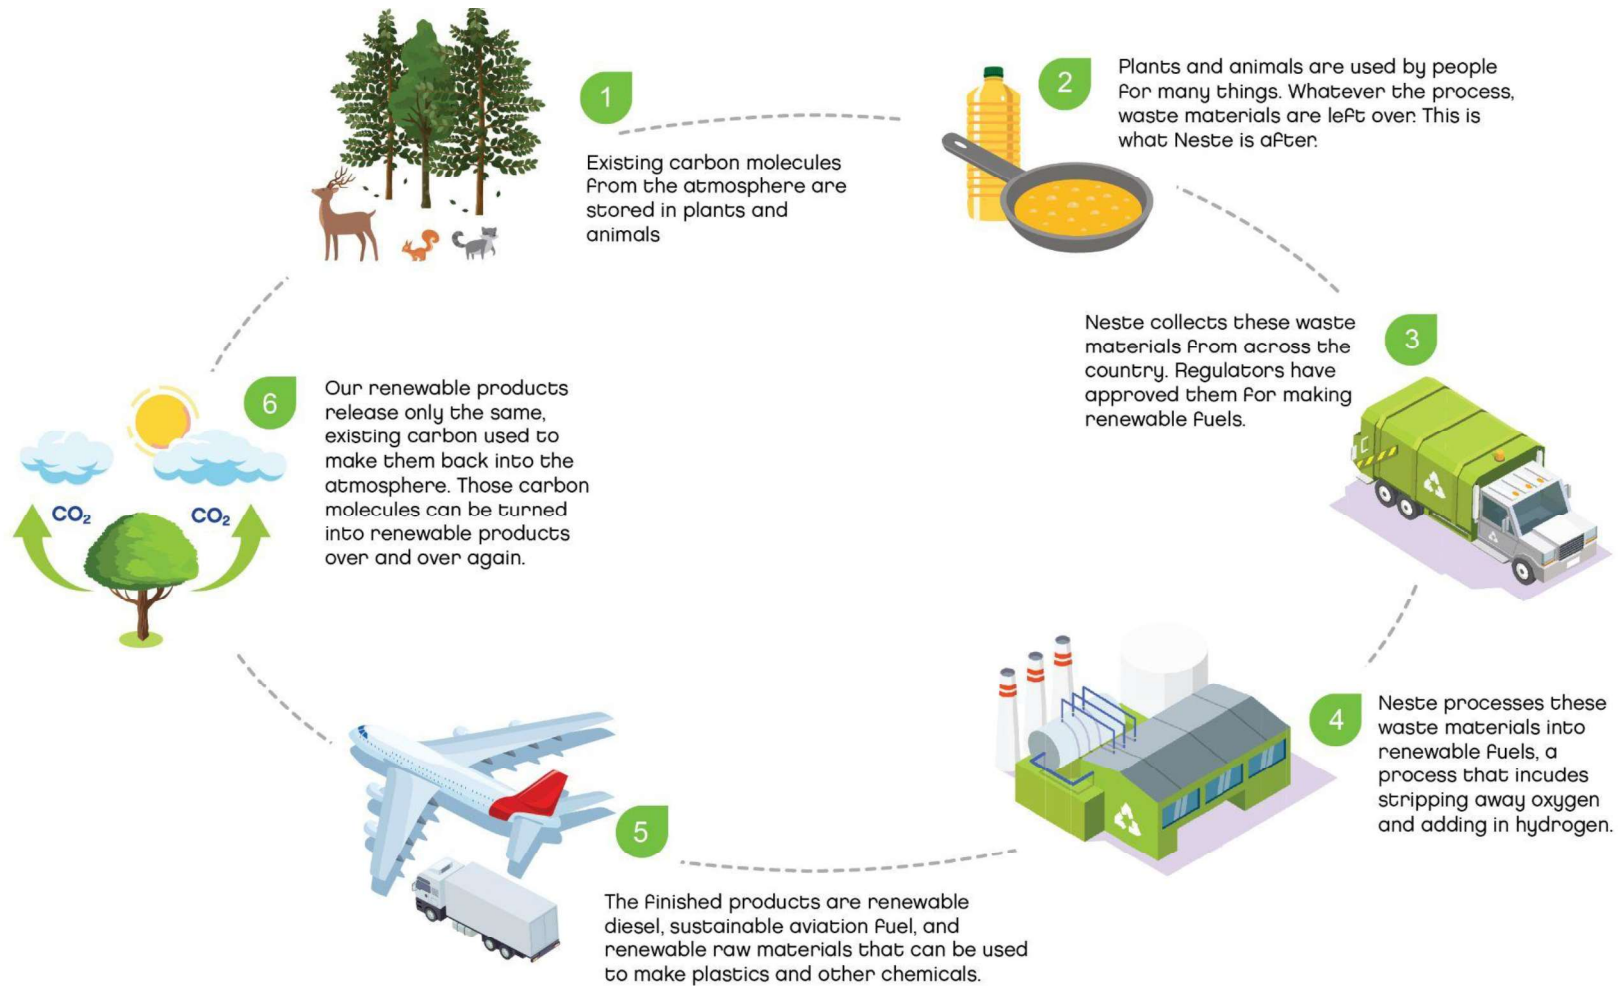 1
Existing carbon molecules
from the atmosphere are
stored in plants and
animals
2
Plants and animals are used by people
for many things. Whatever the process,
waste materials are left over. This is
what Neste is after.
3
Neste collects these waste
materials from across the
country. Regulators have
approved them for making
renewable fuels.
4
Neste processes these
waste materials into
renewable fuels, a
process that incudes
stripping away oxygen
and adding in hydrogen.
5
The finished products are renewable
diesel, sustainable aviation fuel, and
renewable raw materials that can be used
to make plastics and other chemicals.
6
Our renewable products
release only the same,
existing carbon used to
make them back into the
atmosphere. Those carbon
molecules can be turned
into renewable products
over and over again.
CO₂
CO₂